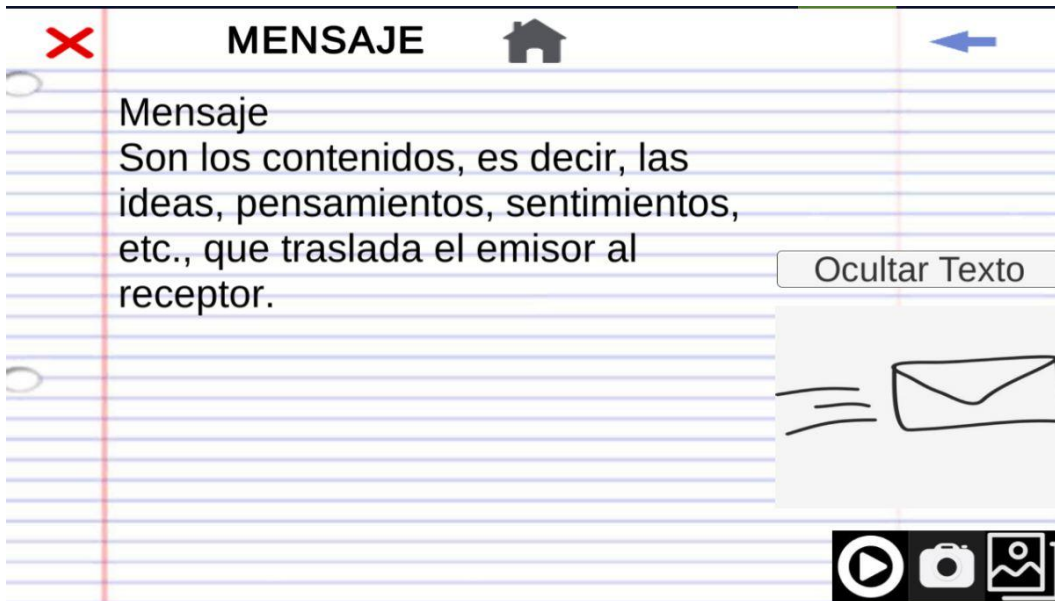 MENSAJE
Mensaje
Son los contenidos, es decir, las
ideas, pensamientos, sentimientos,
etc., que traslada el emisor al
receptor.
Ocultar Texto